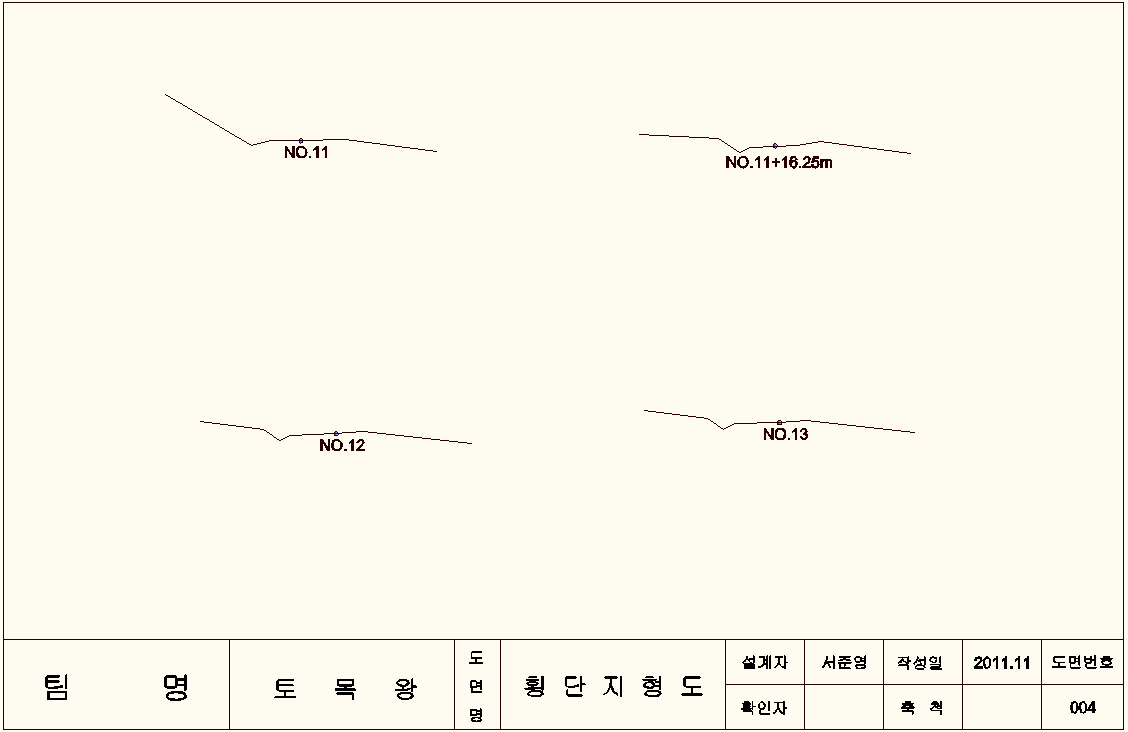 NO.11
NO.11+16.25m
NO.12
NO.13
팀 명
토 목 왕
도면명
횡 단 지 형 도
설계자 서준영 작성일 2011.11 도면번호
확인자 축 척 004